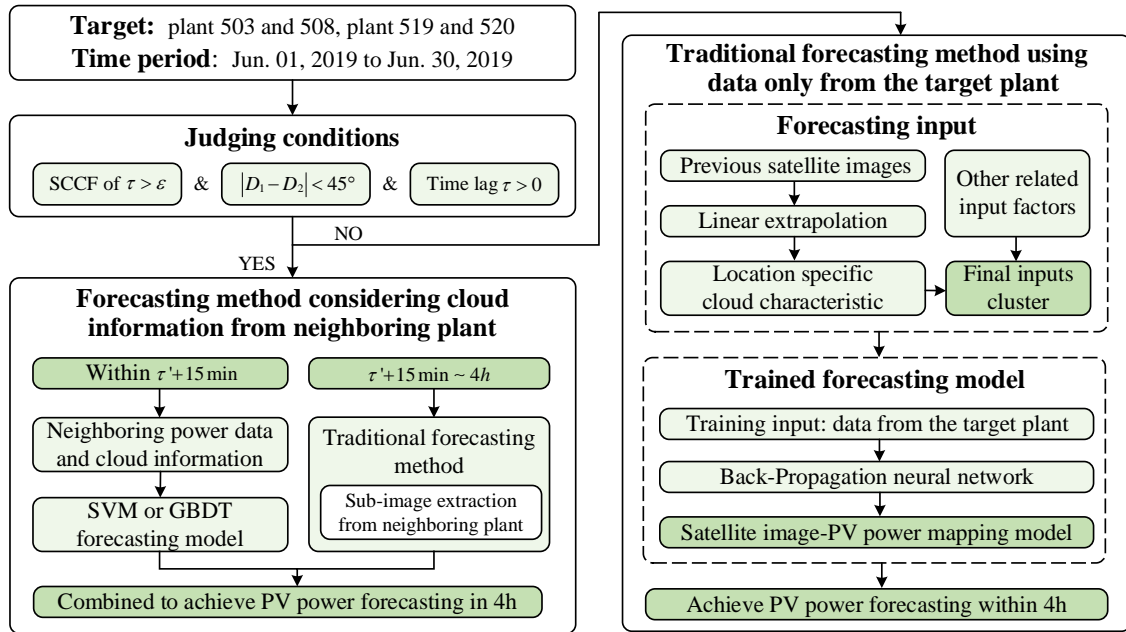 Target: plant 503 and 508, plant 519 and 520
Time period: Jun. 01, 2019 to Jun. 30, 2019
Judging conditions
SCCF of τ > ε & |D₁ − D₂| < 45° & Time lag τ > 0
NO
YES
Forecasting method considering cloud
information from neighboring plant
Within τ'+15 min
Neighboring power data
and cloud information
SVM or GBDT
forecasting model
τ'+15 min ~ 4h
Traditional forecasting
method
Sub-image extraction
from neighboring plant
Combined to achieve PV power forecasting in 4h
Traditional forecasting method using
data only from the target plant
Forecasting input
Previous satellite images
Linear extrapolation
Location specific
cloud characteristic
Other related
input factors
Final inputs
cluster
Trained forecasting model
Training input: data from the target plant
Back-Propagation neural network
Satellite image-PV power mapping model
Achieve PV power forecasting within 4h